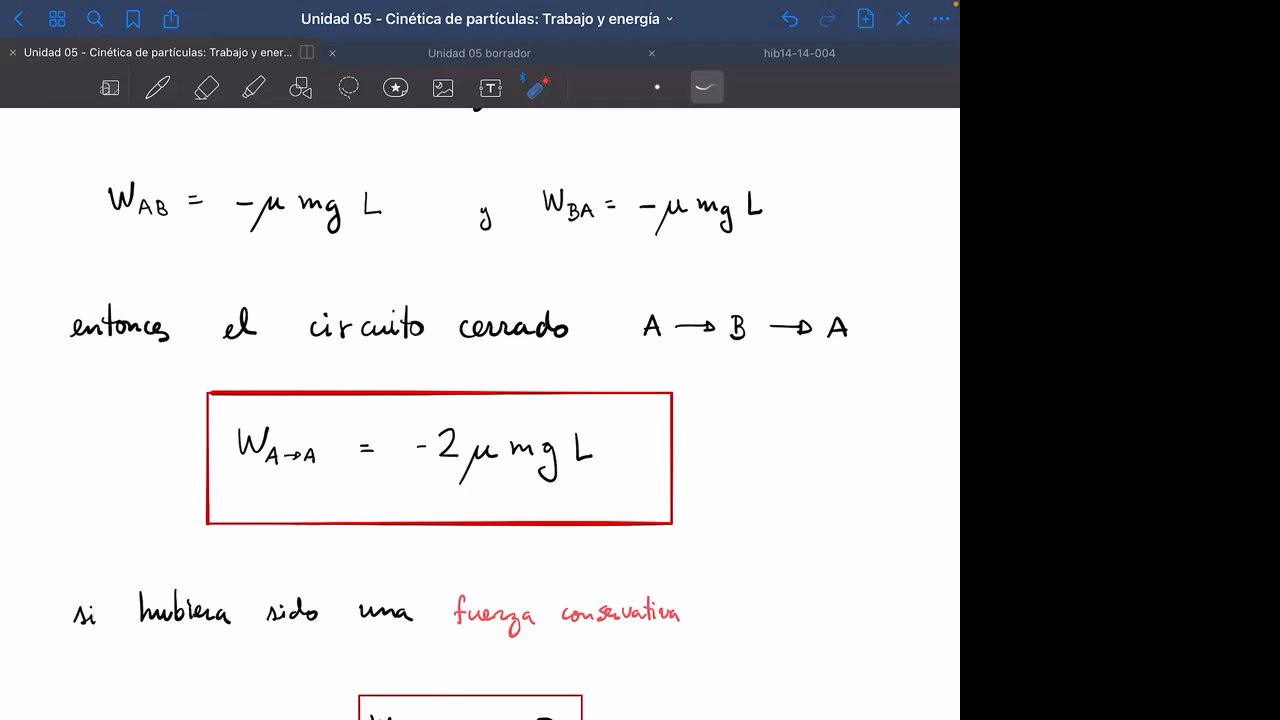 Unidad 05 - Cinética de partículas: Trabajo y energía
Unidad 05 - Cinética de partículas: Trabajo y ener...
Unidad 05 borrador
hib14-14-004
W_AB = -μ mg L y W_BA = -μ mg L
entonces el circuito cerrado A → B → A
W_A→A = -2 μ mg L
si hubiera sido una fuerza conservativa